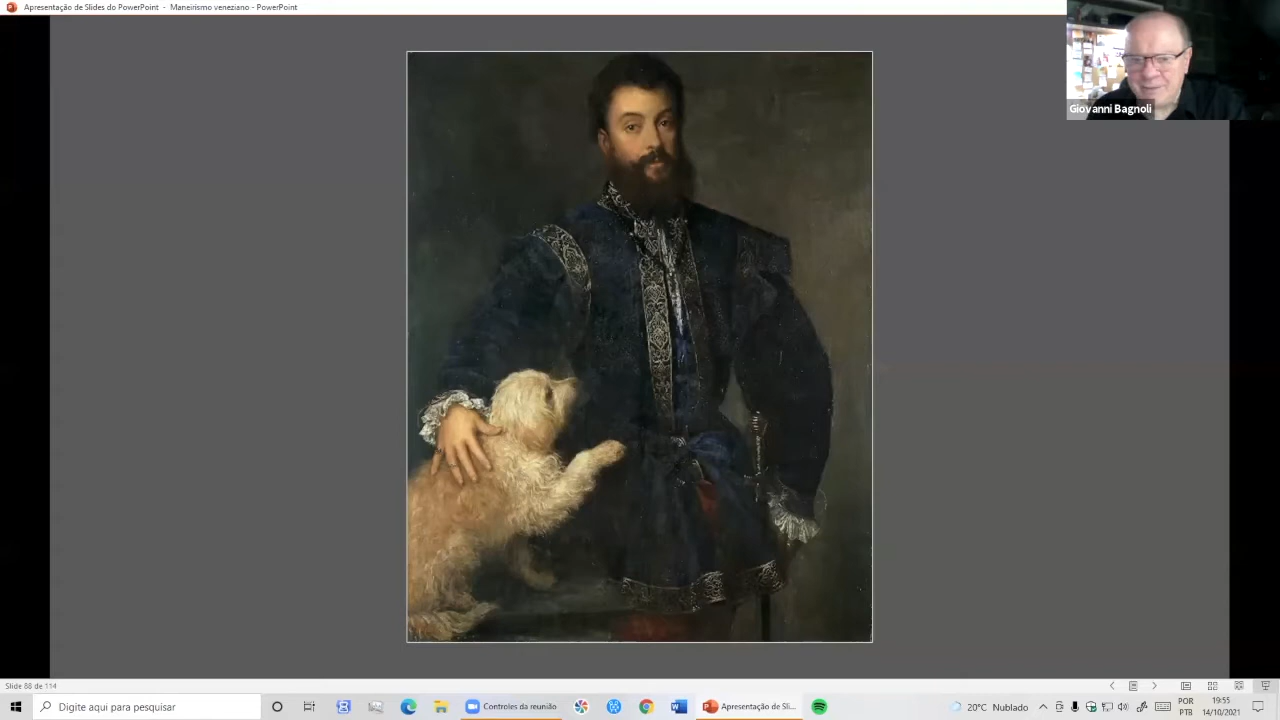 Apresentação de Slides do PowerPoint - Maneirismo veneziano - PowerPoint
Giovanni Bagnoli
Slide 88 de 114
Digite aqui para pesquisar
Controles da reunião
Apresentação de Sli...
20°C Nublado
POR
PTB
19:55
14/10/2021